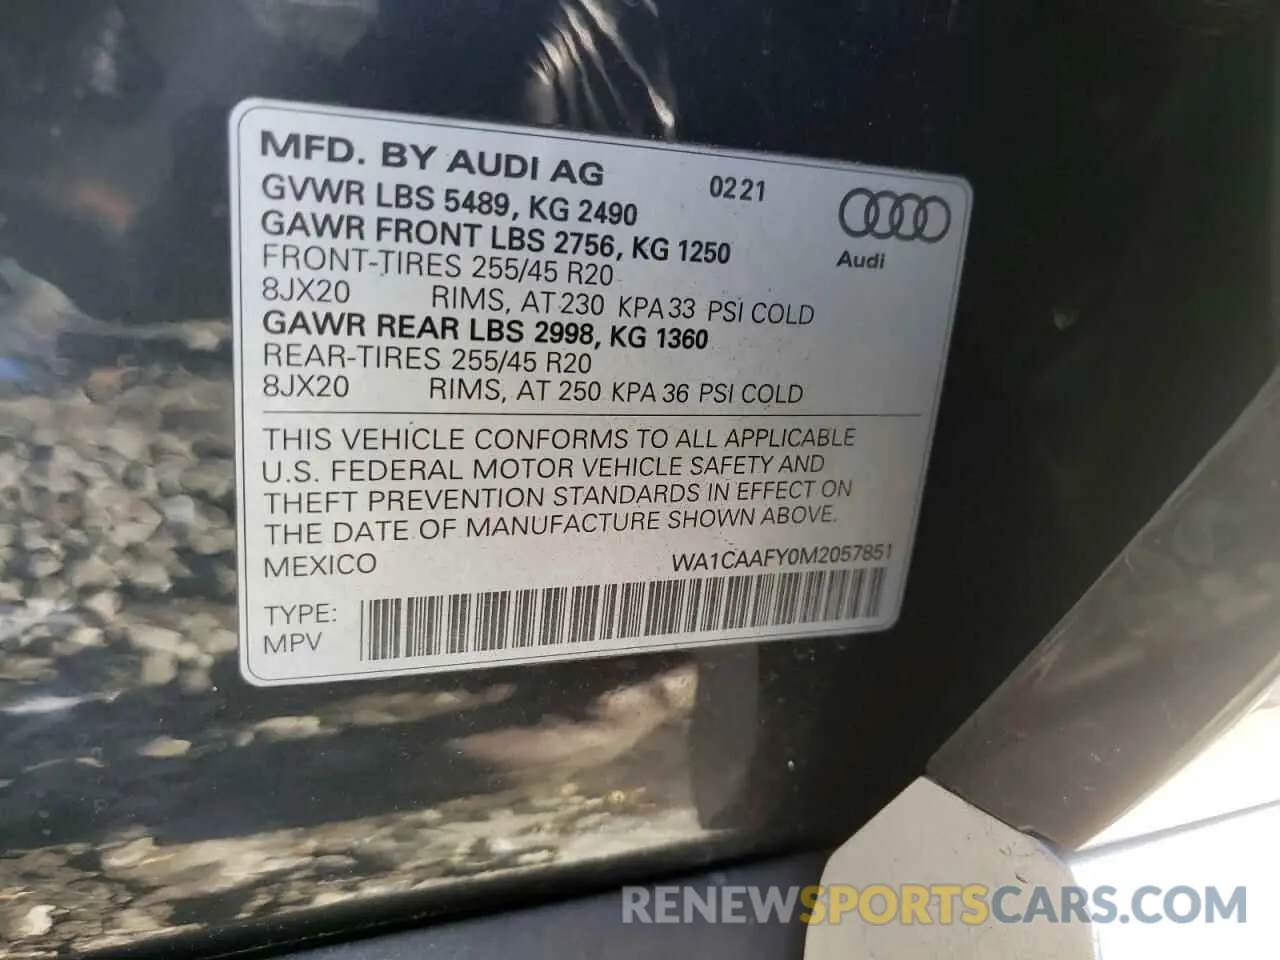 MFD. BY AUDI AG 0221
GVWR LBS 5489, KG 2490
GAWR FRONT LBS 2756, KG 1250
FRONT-TIRES 255/45 R20
8JX20 RIMS, AT 230 KPA 33 PSI COLD
GAWR REAR LBS 2998, KG 1360
REAR-TIRES 255/45 R20
8JX20 RIMS, AT 250 KPA 36 PSI COLD
Audi
THIS VEHICLE CONFORMS TO ALL APPLICABLE
U.S. FEDERAL MOTOR VEHICLE SAFETY AND
THEFT PREVENTION STANDARDS IN EFFECT ON
THE DATE OF MANUFACTURE SHOWN ABOVE.
MEXICO WA1CAAFY0M2057851
TYPE:
MPV
RENEWSPORTSCARS.COM